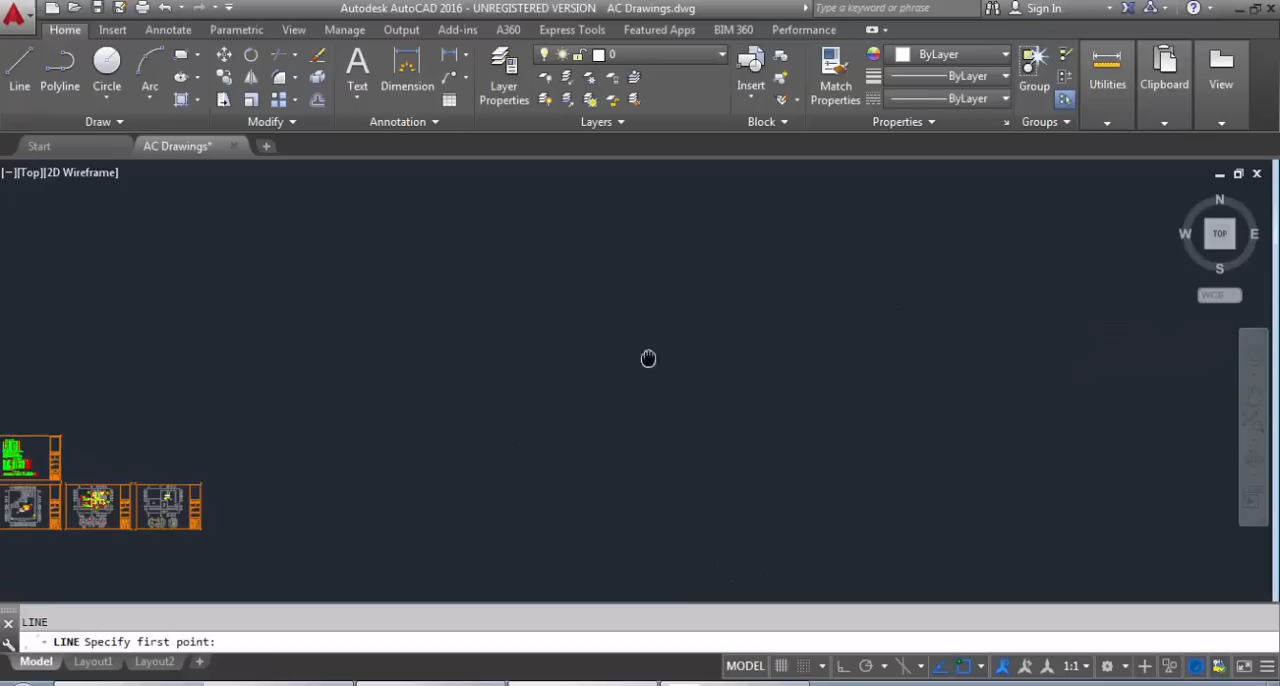 Autodesk AutoCAD 2016 - UNREGISTERED VERSION AC Drawings.dwg
Type a keyword or phrase
Sign In
Home Insert Annotate Parametric View Manage Output Add-ins A360 Express Tools Featured Apps BIM 360 Performance
Line Polyline Circle Arc
Text Dimension
Layer Properties
0
Insert
Match Properties
ByLayer
ByLayer
ByLayer
Group
Utilities
Clipboard
View
Draw Modify Annotation Layers Block Properties Groups
Start AC Drawings*
[−][Top][2D Wireframe]
N
W TOP E
S
WCS
LINE
LINE Specify first point:
Model Layout1 Layout2
MODEL 1:1